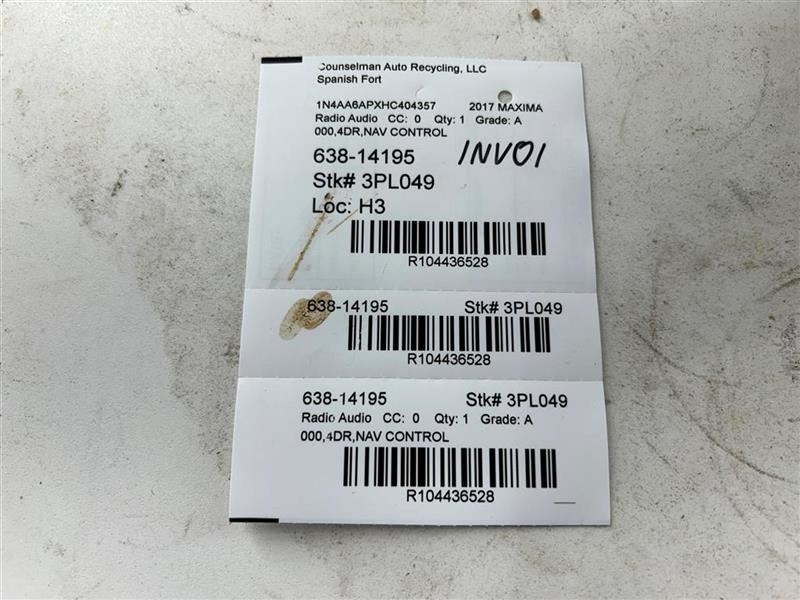 Counselman Auto Recycling, LLC
Spanish Fort
1N4AA6APXHC404357 2017 MAXIMA
Radio Audio CC: 0 Qty: 1 Grade: A
000,4DR,NAV CONTROL
638-14195 INV01
Stk# 3PL049
Loc: H3
R104436528
638-14195 Stk# 3PL049
R104436528
638-14195 Stk# 3PL049
Radio Audio CC: 0 Qty: 1 Grade: A
000,4DR,NAV CONTROL
R104436528